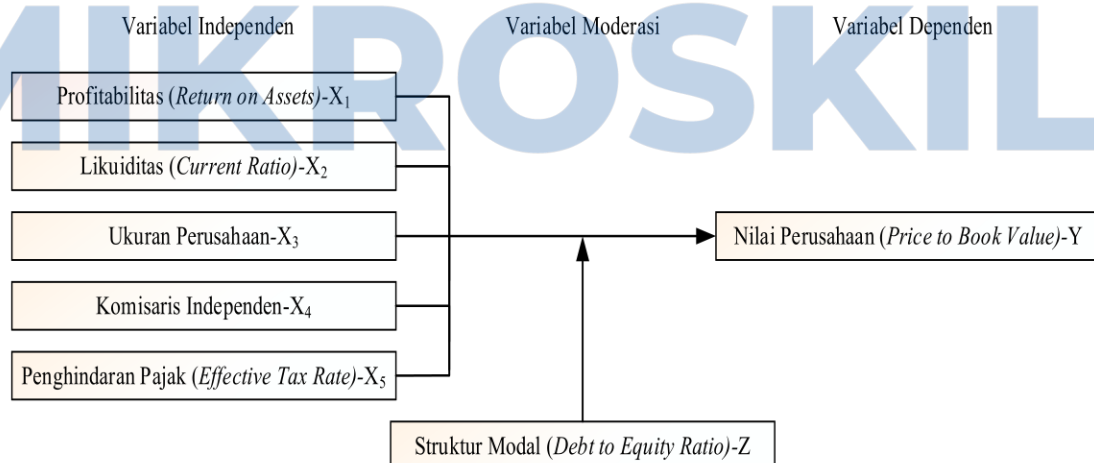 Variabel Independen
Variabel Moderasi
Variabel Dependen
MIKROSKIL
Profitabilitas (Return on Assets)-X₁
Likuiditas (Current Ratio)-X₂
Ukuran Perusahaan-X₃
Nilai Perusahaan (Price to Book Value)-Y
Komisaris Independen-X₄
Penghindaran Pajak (Effective Tax Rate)-X₅
Struktur Modal (Debt to Equity Ratio)-Z